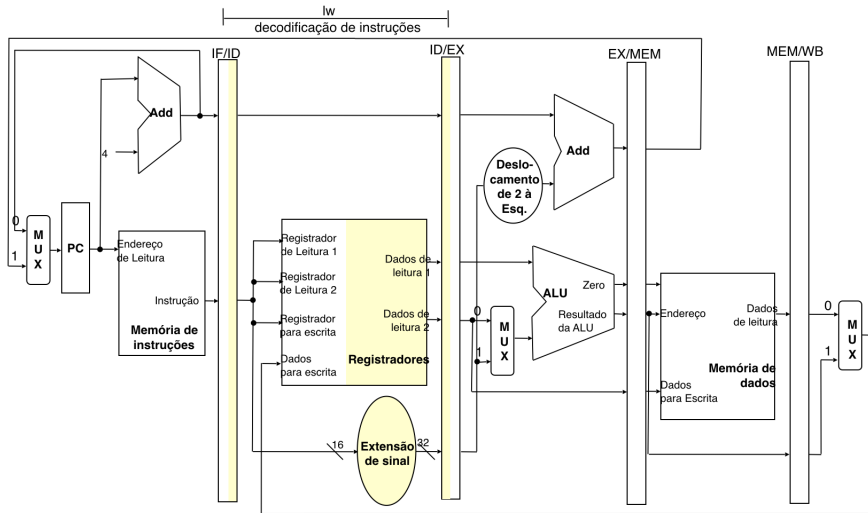 lw
decodificação de instruções
IF/ID
ID/EX
EX/MEM
MEM/WB
Add
4
Add
Deslo-
camento
de 2 à
Esq.
0
1
M
U
X
PC
Endereço
de Leitura
Instrução
Memória de
instruções
Registrador
de Leitura 1
Registrador
de Leitura 2
Registrador
para escrita
Dados
para escrita
Dados de
leitura 1
Dados de
leitura 2
Registradores
0
1
M
U
X
ALU
Zero
Resultado
da ALU
Endereço
Dados
de leitura
Memória de
dados
Dados
para Escrita
0
1
M
U
X
16
Extensão
de sinal
32